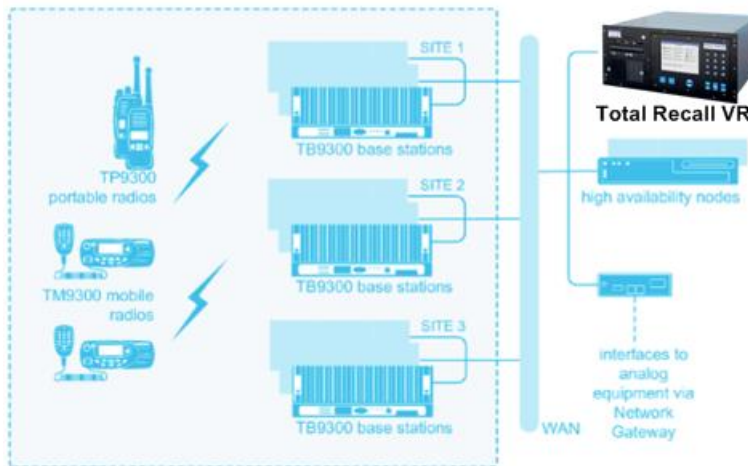 SITE 1
TP9300
portable radios
TB9300 base stations
SITE 2
TM9300 mobile
radios
TB9300 base stations
SITE 3
TB9300 base stations
WAN
Total Recall VR
high availability nodes
interfaces to
analog
equipment via
Network
Gateway